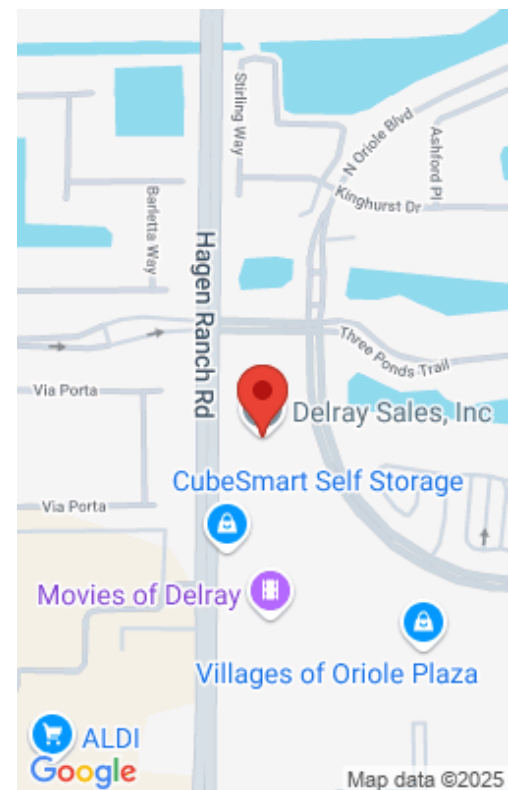 Stirling Way
N Oriole Blvd
Ashford Pl
Kinghurst Dr
Barletta Way
Hagen Ranch Rd
Three Ponds Trail
Via Porta
Delray Sales, Inc
CubeSmart Self Storage
Via Porta
Movies of Delray
Villages of Oriole Plaza
ALDI
Google
Map data ©2025